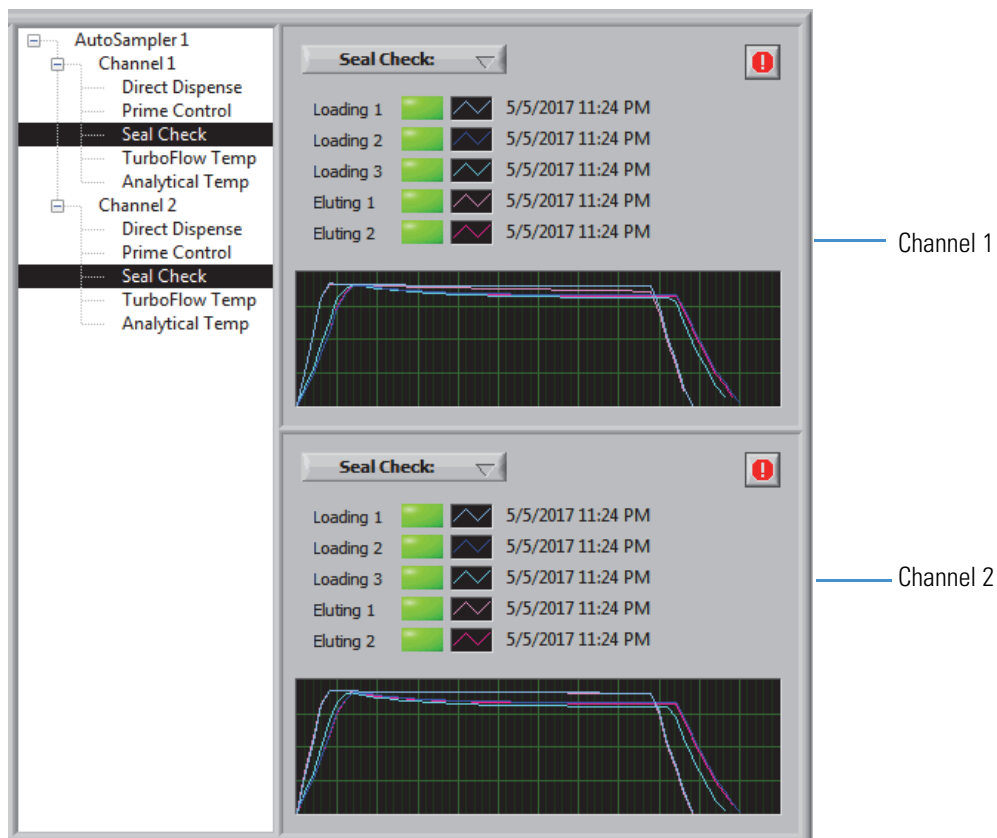 AutoSampler 1
Channel 1
Direct Dispense
Prime Control
Seal Check
TurboFlow Temp
Analytical Temp
Channel 2
Direct Dispense
Prime Control
Seal Check
TurboFlow Temp
Analytical Temp
Seal Check:
Loading 1 5/5/2017 11:24 PM
Loading 2 5/5/2017 11:24 PM
Loading 3 5/5/2017 11:24 PM
Eluting 1 5/5/2017 11:24 PM
Eluting 2 5/5/2017 11:24 PM
Channel 1
Seal Check:
Loading 1 5/5/2017 11:24 PM
Loading 2 5/5/2017 11:24 PM
Loading 3 5/5/2017 11:24 PM
Eluting 1 5/5/2017 11:24 PM
Eluting 2 5/5/2017 11:24 PM
Channel 2